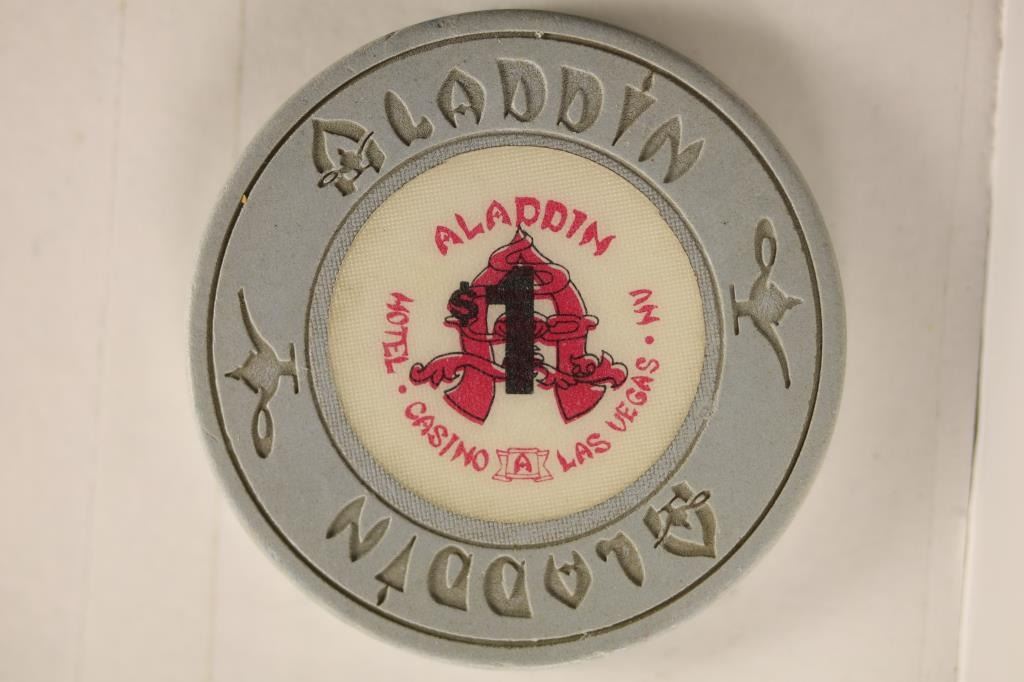 ALADDIN
ALADDIN
$1
HOTEL · CASINO A LAS VEGAS · NV
ALADDIN